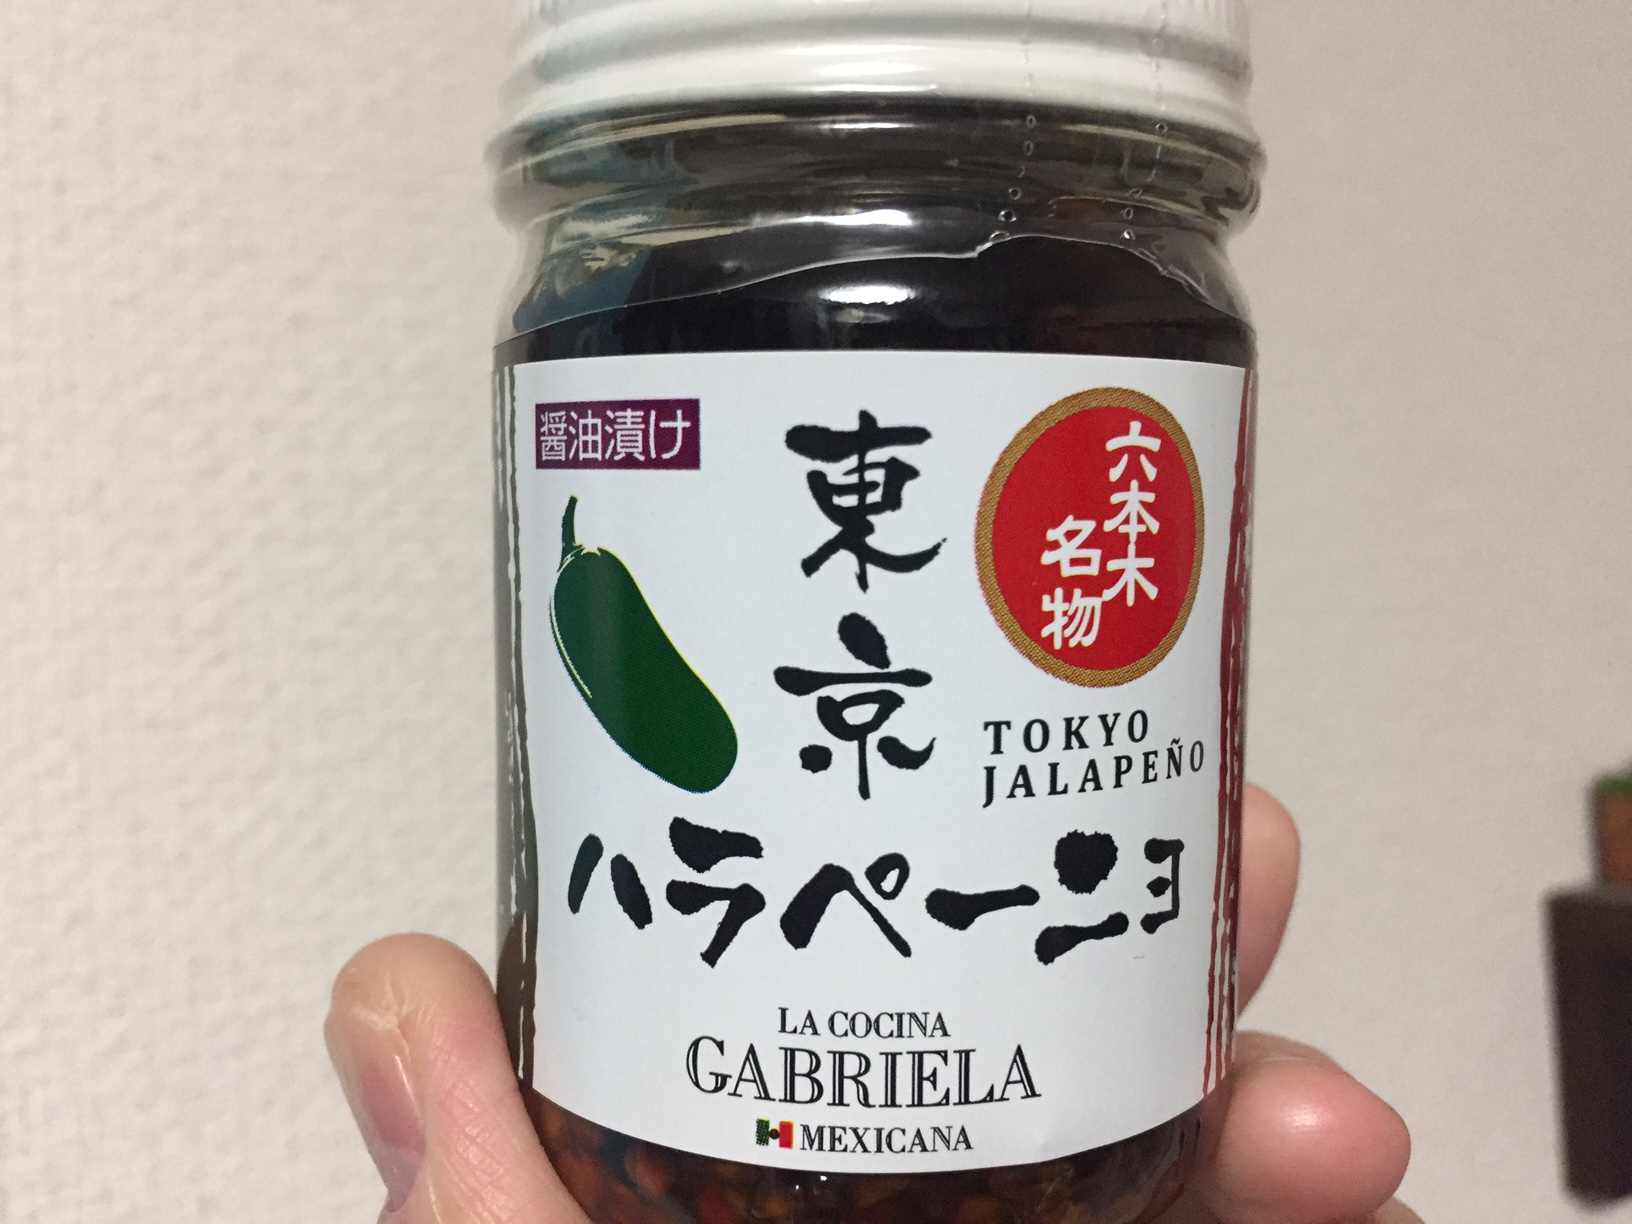 醤油漬け
東京
六本木
名物
TOKYO
JALAPEÑO
ハラペーニョ
LA COCINA
GABRIELA
MEXICANA